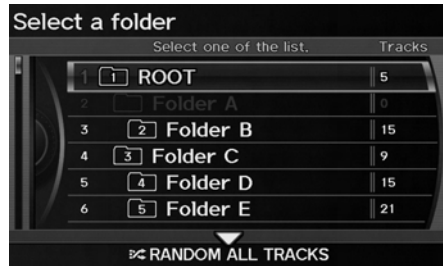 Select a folder
Select one of the list. Tracks
1 1 ROOT 5
2 Folder A 0
3 2 Folder B 15
4 3 Folder C 9
5 4 Folder D 15
6 5 Folder E 21
RANDOM ALL TRACKS